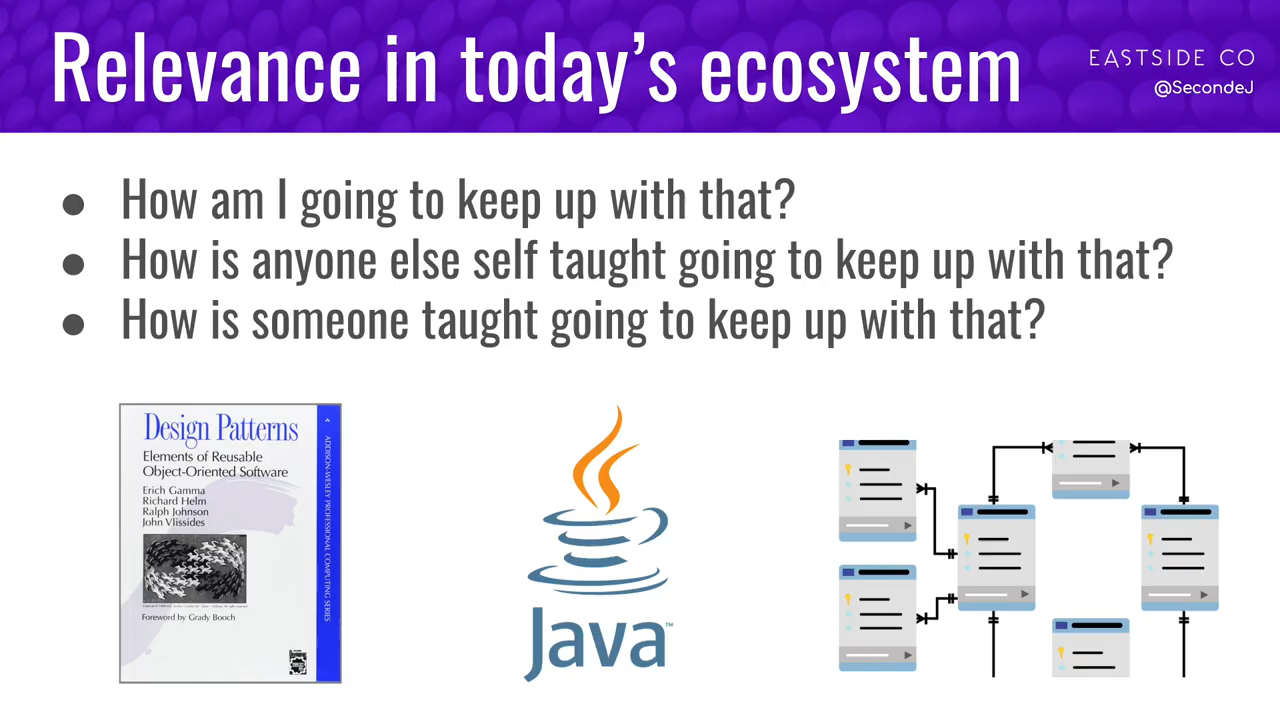 Relevance in today's ecosystem
EASTSIDE CO
@SecondeJ
● How am I going to keep up with that?
● How is anyone else self taught going to keep up with that?
● How is someone taught going to keep up with that?
Design Patterns
Elements of Reusable
Object-Oriented Software
Erich Gamma
Richard Helm
Ralph Johnson
John Vlissides
Foreword by Grady Booch
ADDISON-WESLEY PROFESSIONAL COMPUTING SERIES
Java™